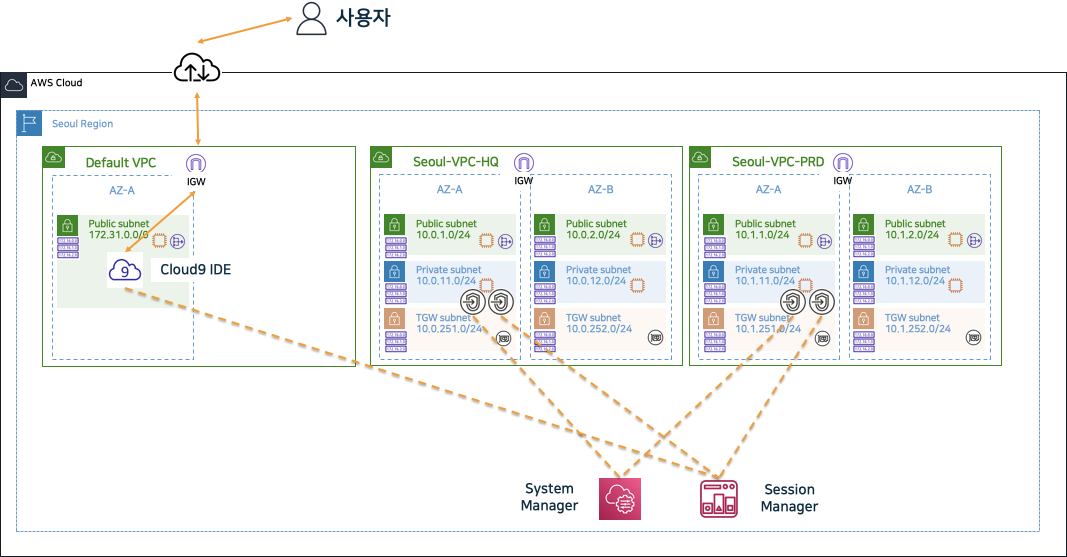 사용자
AWS Cloud
Seoul Region
Default VPC
IGW
AZ-A
Public subnet
172.31.0.0/0
9
Cloud9 IDE
Seoul-VPC-HQ
IGW
AZ-A
Public subnet
10.0.1.0/24
Private subnet
10.0.11.0/24
TGW subnet
10.0.251.0/24
AZ-B
Public subnet
10.0.2.0/24
Private subnet
10.0.12.0/24
TGW subnet
10.0.252.0/24
Seoul-VPC-PRD
IGW
AZ-A
Public subnet
10.1.1.0/24
Private subnet
10.1.11.0/24
TGW subnet
10.1.251.0/24
AZ-B
Public subnet
10.1.2.0/24
Private subnet
10.1.12.0/24
TGW subnet
10.1.252.0/24
System
Manager
Session
Manager